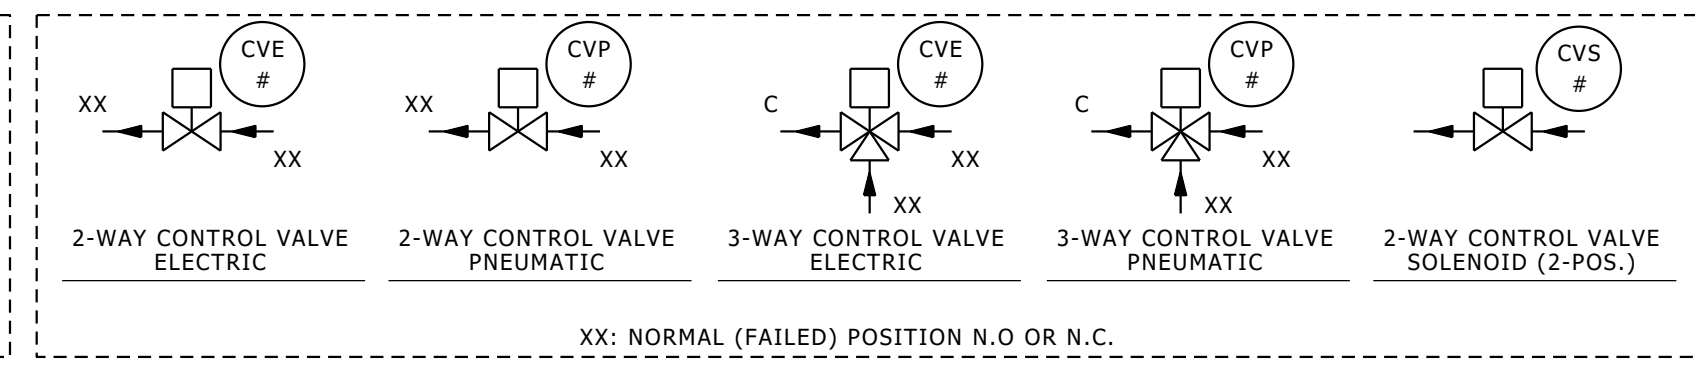 CVE
#
XX
XX
2-WAY CONTROL VALVE
ELECTRIC
CVP
#
XX
XX
2-WAY CONTROL VALVE
PNEUMATIC
CVE
#
C
XX
XX
3-WAY CONTROL VALVE
ELECTRIC
CVP
#
C
XX
XX
3-WAY CONTROL VALVE
PNEUMATIC
CVS
#
2-WAY CONTROL VALVE
SOLENOID (2-POS.)
XX: NORMAL (FAILED) POSITION N.O OR N.C.